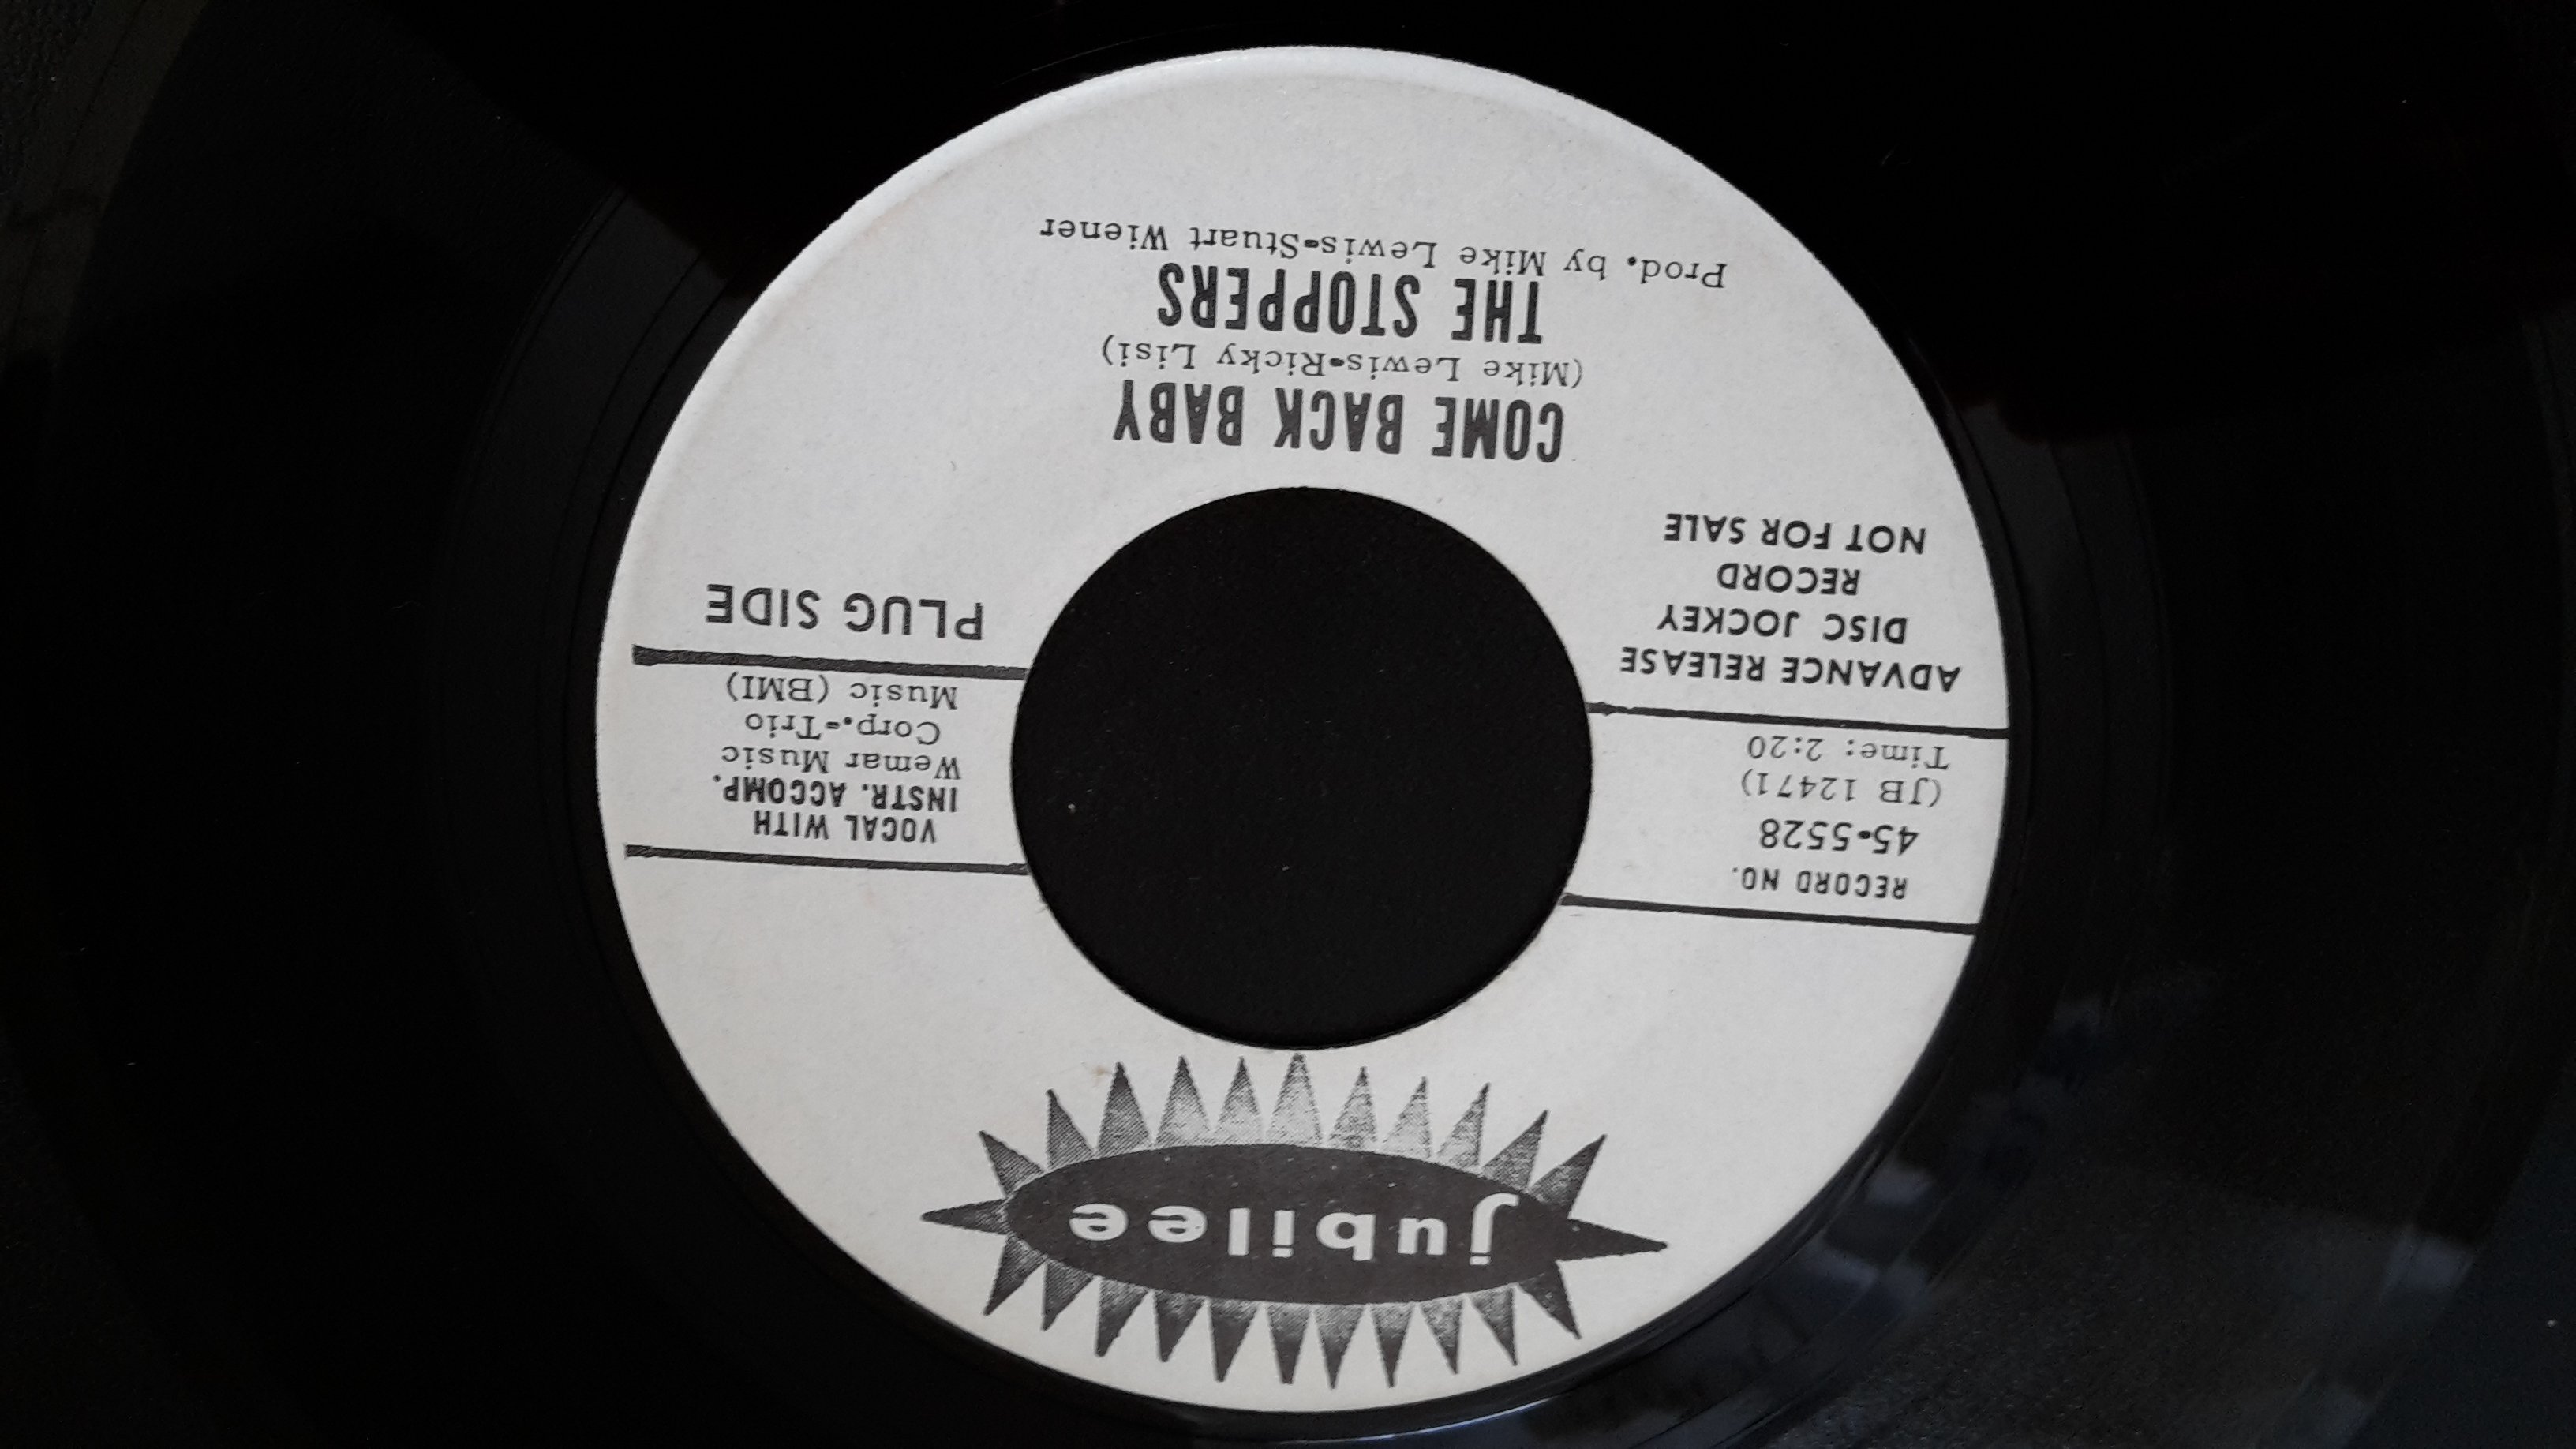 jubilee
RECORD NO.
45-5528
(JB 12471)
Time: 2:20
ADVANCE RELEASE
DISC JOCKEY
RECORD
NOT FOR SALE
VOCAL WITH
INSTR. ACCOMP.
Wemar Music
Corp.-Trio
Music (BMI)
PLUG SIDE
COME BACK BABY
(Mike Lewis-Ricky Lisi)
THE STOPPERS
Prod. by Mike Lewis-Stuart Wiener